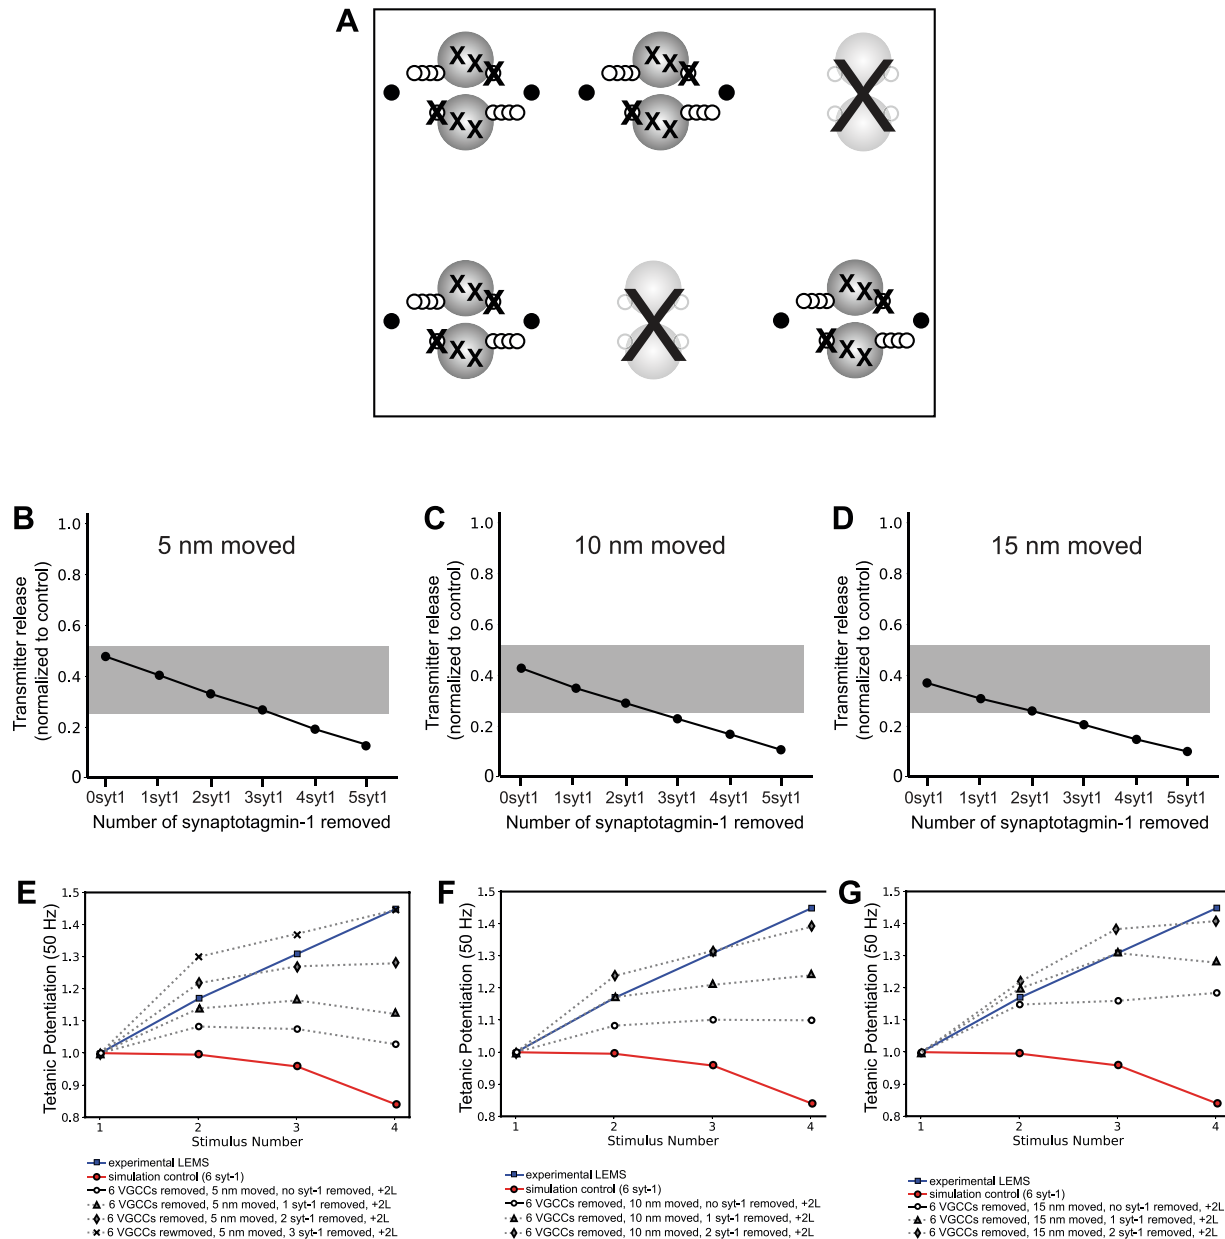 A
X X X X X X X X
X X X X X X X X
X
X X X X X X X X
X
X X X X X X X X
B
5 nm moved
Transmitter release
(normalized to control)
1.0
0.8
0.6
0.4
0.2
0
0syt1 1syt1 2syt1 3syt1 4syt1 5syt1
Number of synaptotagmin-1 removed
C
10 nm moved
Transmitter release
(normalized to control)
1.0
0.8
0.6
0.4
0.2
0
0syt1 1syt1 2syt1 3syt1 4syt1 5syt1
Number of synaptotagmin-1 removed
D
15 nm moved
Transmitter release
(normalized to control)
1.0
0.8
0.6
0.4
0.2
0
0syt1 1syt1 2syt1 3syt1 4syt1 5syt1
Number of synaptotagmin-1 removed
E
Tetanic Potentiation (50 Hz)
1.5
1.4
1.3
1.2
1.1
1.0
0.9
0.8
1 2 3 4
Stimulus Number
experimental LEMS
simulation control (6 syt-1)
6 VGCCs removed, 5 nm moved, no syt-1 removed, +2L
6 VGCCs removed, 5 nm moved, 1 syt-1 removed, +2L
6 VGCCs removed, 5 nm moved, 2 syt-1 removed, +2L
6 VGCCs rewmoved, 5 nm moved, 3 syt-1 removed, +2L
F
Tetanic Potentiation (50 Hz)
1.5
1.4
1.3
1.2
1.1
1.0
0.9
0.8
1 2 3 4
Stimulus Number
experimental LEMS
simulation control (6 syt-1)
6 VGCCs removed, 10 nm moved, no syt-1 removed, +2L
6 VGCCs removed, 10 nm moved, 1 syt-1 removed, +2L
6 VGCCs removed, 10 nm moved, 2 syt-1 removed, +2L
G
Tetanic Potentiation (50 Hz)
1.5
1.4
1.3
1.2
1.1
1.0
0.9
0.8
1 2 3 4
Stimulus Number
experimental LEMS
simulation control (6 syt-1)
6 VGCCs removed, 15 nm moved, no syt-1 removed, +2L
6 VGCCs removed, 15 nm moved, 1 syt-1 removed, +2L
6 VGCCs removed, 15 nm moved, 2 syt-1 removed, +2L